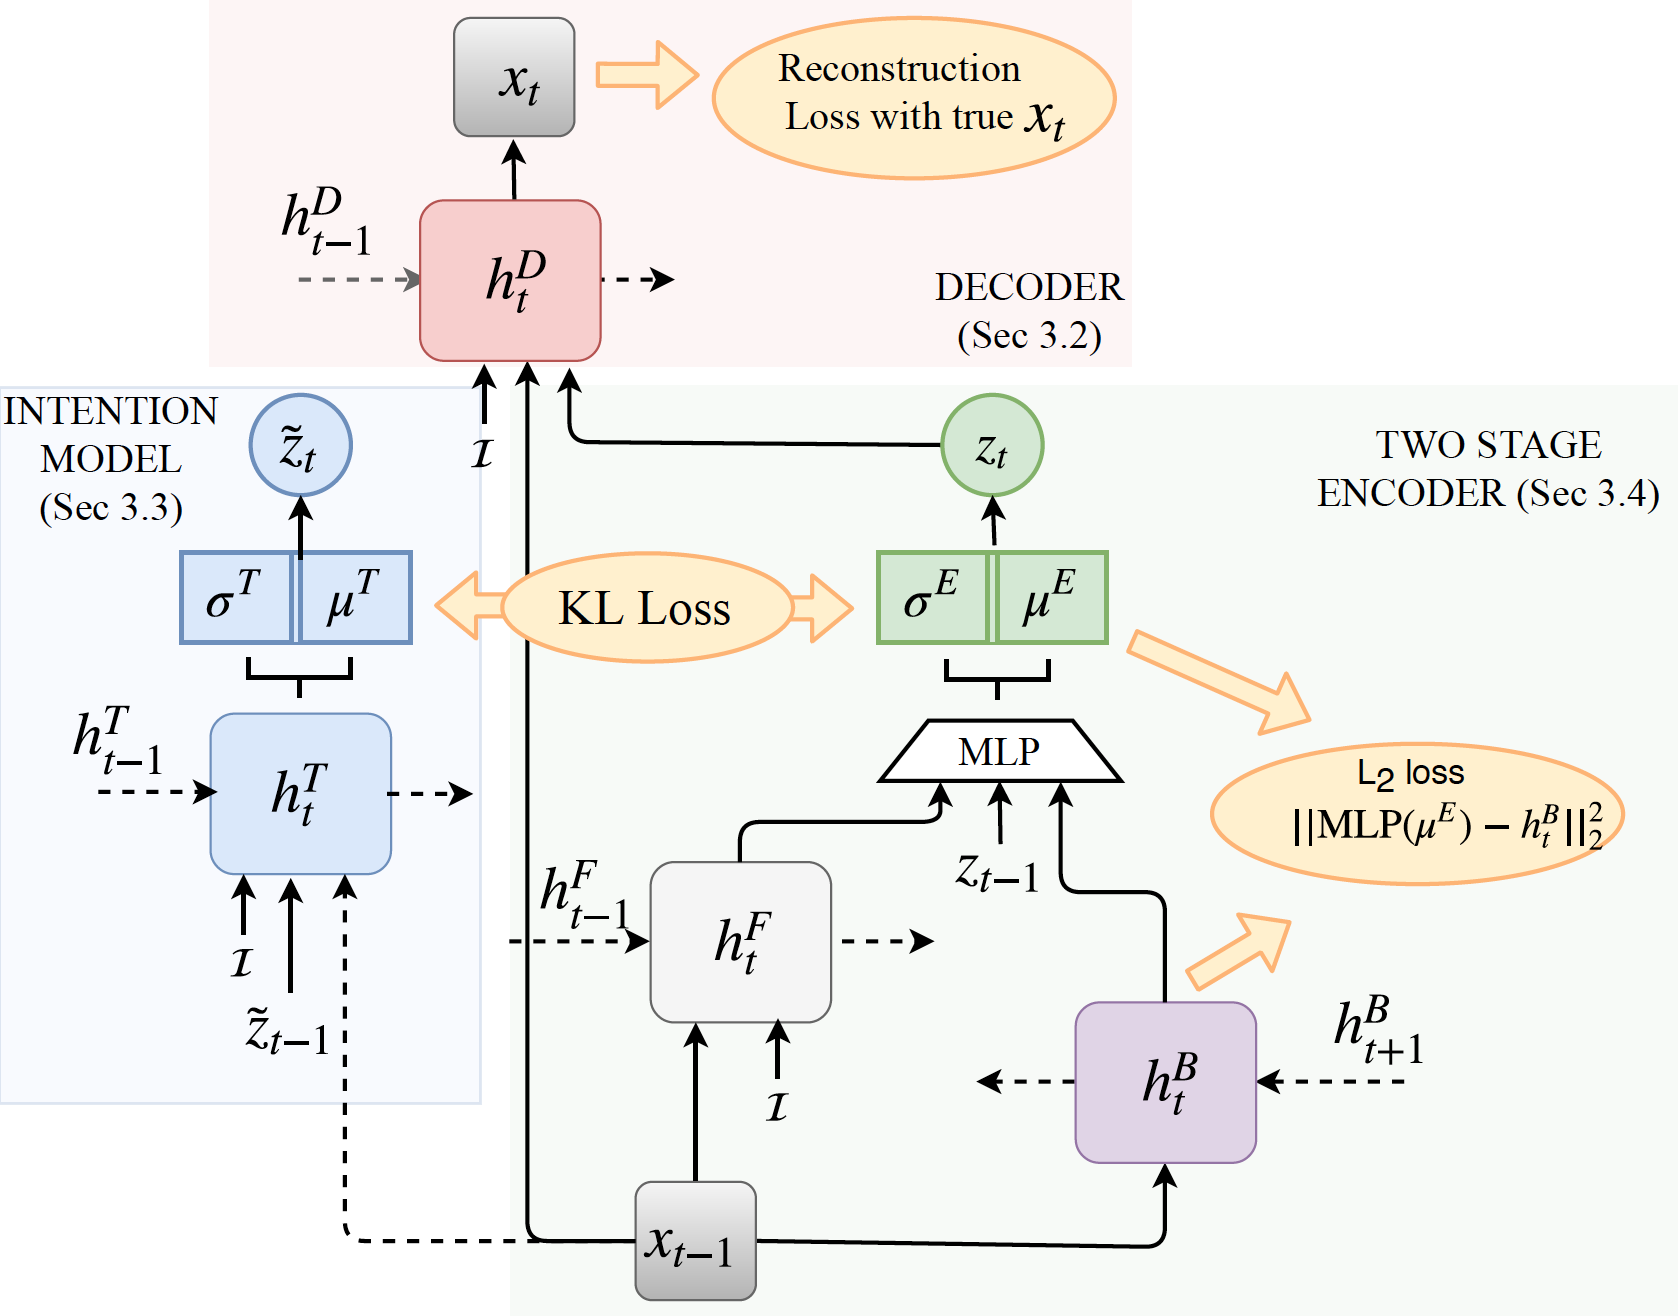 $x_t$
Reconstruction
Loss with true $x_t$
$h_{t-1}^D$
$h_t^D$
DECODER
(Sec 3.2)
INTENTION
MODEL
(Sec 3.3)
$\tilde{z}_t$
$\mathcal{I}$
$z_t$
TWO STAGE
ENCODER (Sec 3.4)
$\sigma^T$ $\mu^T$
KL Loss
$\sigma^E$ $\mu^E$
$h_{t-1}^T$
$h_t^T$
MLP
L$_2$ loss
$||\text{MLP}(\mu^E) - h_t^B||_2^2$
$\mathcal{I}$
$\tilde{z}_{t-1}$
$h_{t-1}^F$
$h_t^F$
$z_{t-1}$
$\mathcal{I}$
$h_t^B$
$h_{t+1}^B$
$x_{t-1}$